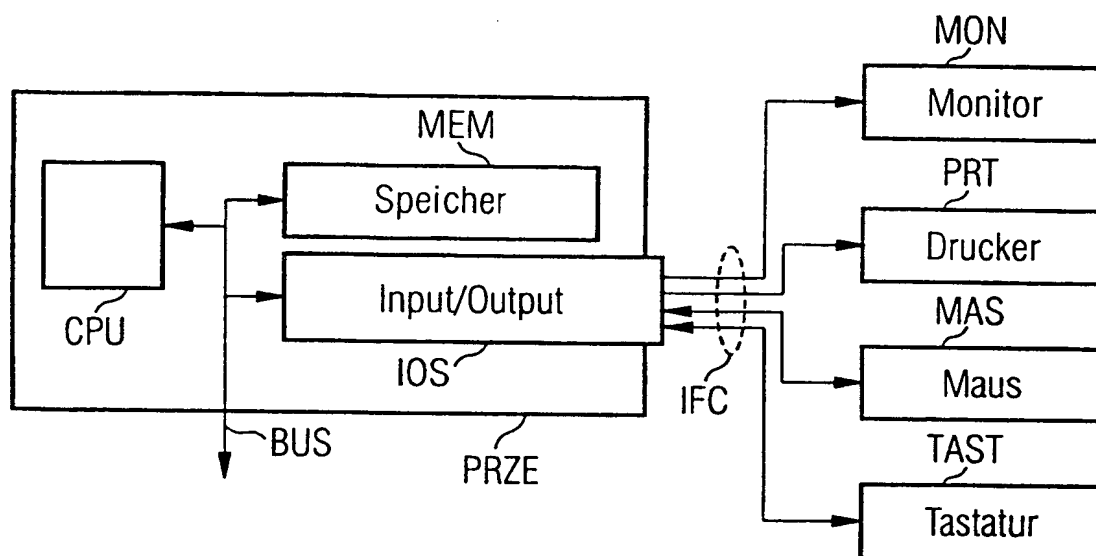 MON
Monitor
MEM
Speicher
PRT
Drucker
Input/Output
CPU
IOS
IFC
MAS
Maus
BUS
PRZE
TAST
Tastatur